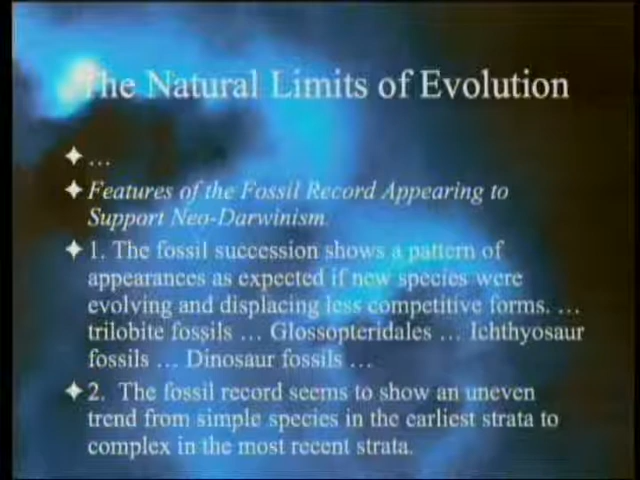 The Natural Limits of Evolution
…
Features of the Fossil Record Appearing to
Support Neo-Darwinism.
1. The fossil succession shows a pattern of
appearances as expected if new species were
evolving and displacing less competitive forms. …
trilobite fossils … Glossopteridales … Ichthyosaur
fossils … Dinosaur fossils …
2. The fossil record seems to show an uneven
trend from simple species in the earliest strata to
complex in the most recent strata.